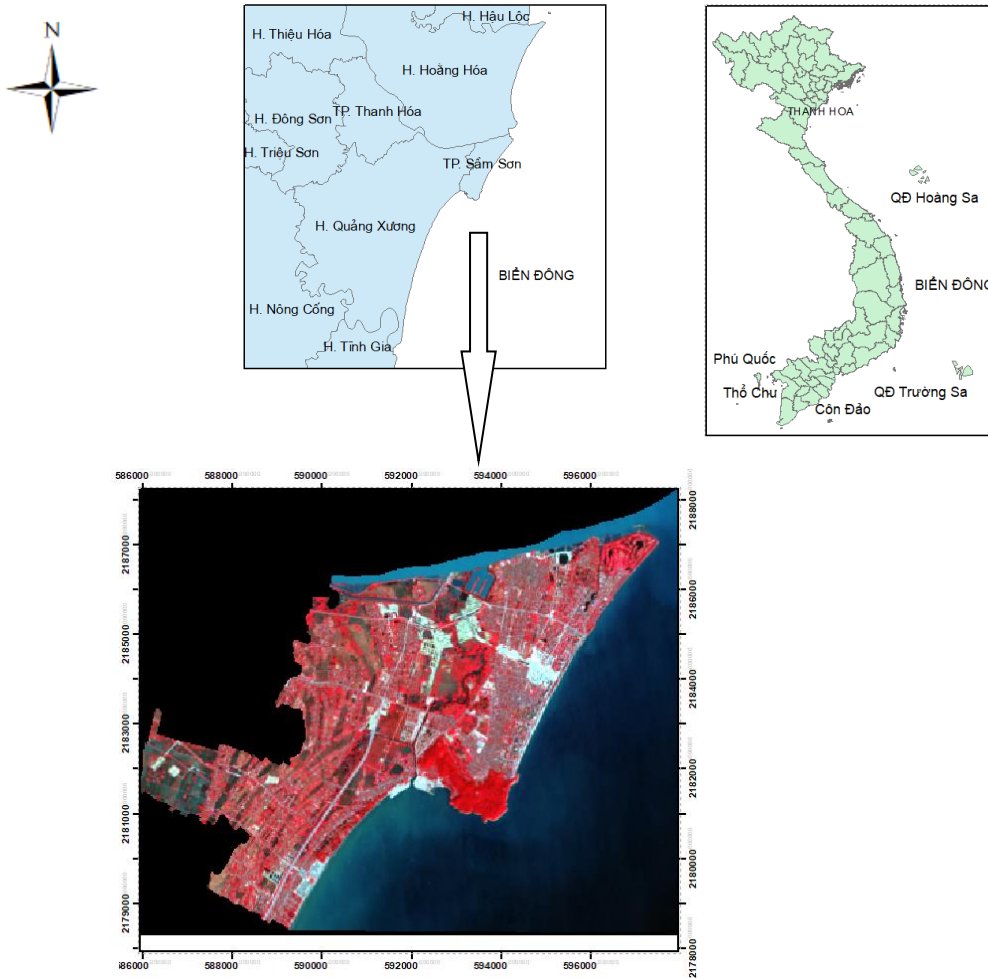 N
H. Hậu Lộc
H. Thiệu Hóa
H. Hoằng Hóa
TP. Thanh Hóa
H. Đông Sơn
H. Triệu Sơn
TP. Sầm Sơn
H. Quảng Xương
BIỂN ĐÔNG
H. Nông Cống
H. Tĩnh Gia
THANH HOA
QĐ Hoàng Sa
BIỂN ĐÔNG
Phú Quốc
Thổ Chư
QĐ Trường Sa
Côn Đảo
586000 588000 590000 592000 594000 596000
2187000
2185000
2183000
2181000
2179000
2188000
2186000
2184000
2182000
2180000
2178000
86000 588000 590000 592000 594000 596000